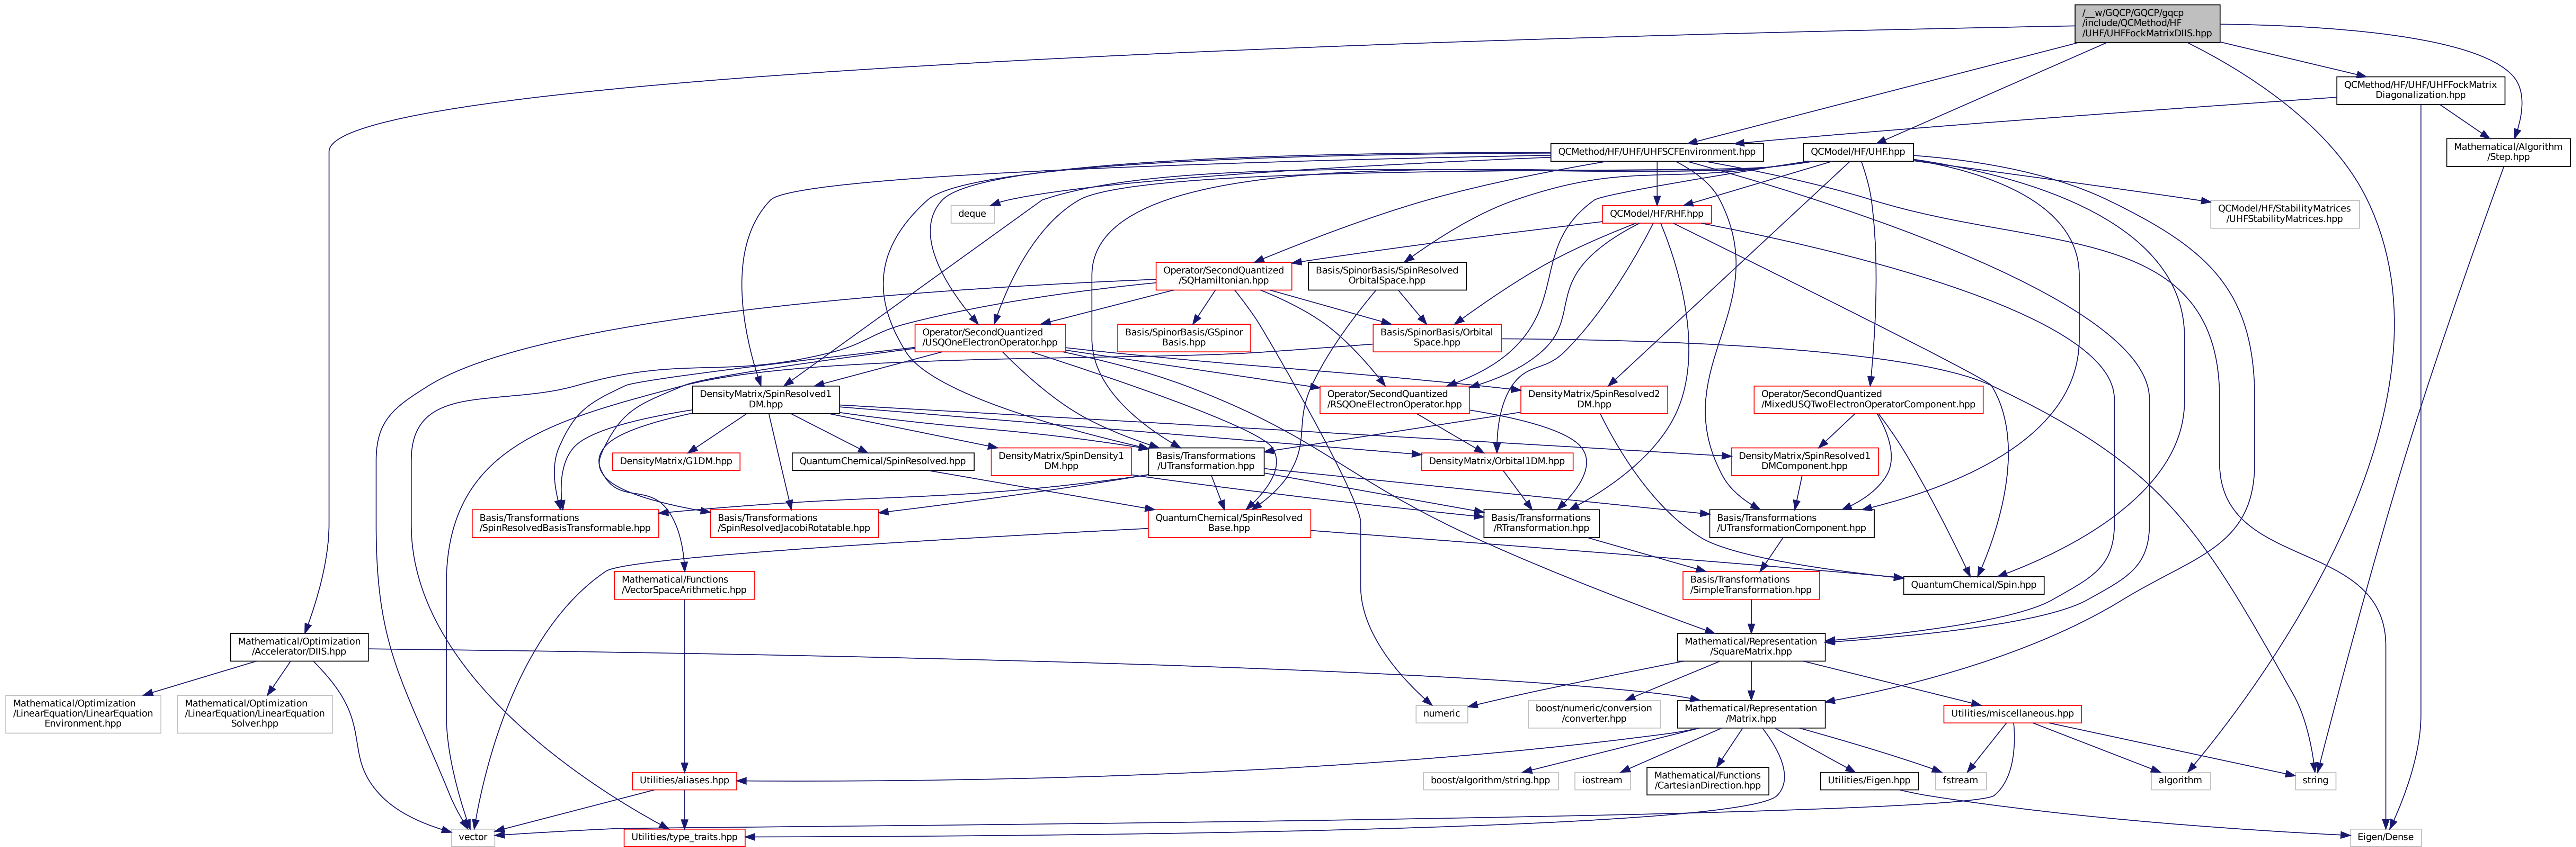 /__w/GQCP/GQCP/gqcp
/include/QCMethod/HF
/UHF/UHFFockMatrixDIIS.hpp
QCMethod/HF/UHF/UHFFockMatrix
Diagonalization.hpp
QCMethod/HF/UHF/UHFSCFEnvironment.hpp
QCModel/HF/UHF.hpp
Mathematical/Algorithm
/Step.hpp
deque
QCModel/HF/RHF.hpp
QCModel/HF/StabilityMatrices
/UHFStabilityMatrices.hpp
Operator/SecondQuantized
/SQHamiltonian.hpp
Basis/SpinorBasis/SpinResolved
OrbitalSpace.hpp
Operator/SecondQuantized
/USQOneElectronOperator.hpp
Basis/SpinorBasis/GSpinor
Basis.hpp
Basis/SpinorBasis/Orbital
Space.hpp
DensityMatrix/SpinResolved1
DM.hpp
Operator/SecondQuantized
/RSQOneElectronOperator.hpp
DensityMatrix/SpinResolved2
DM.hpp
Operator/SecondQuantized
/MixedUSQTwoElectronOperatorComponent.hpp
DensityMatrix/G1DM.hpp
QuantumChemical/SpinResolved.hpp
DensityMatrix/SpinDensity1
DM.hpp
Basis/Transformations
/UTransformation.hpp
DensityMatrix/Orbital1DM.hpp
DensityMatrix/SpinResolved1
DMComponent.hpp
Basis/Transformations
/SpinResolvedBasisTransformable.hpp
Basis/Transformations
/SpinResolvedJacobiRotatable.hpp
QuantumChemical/SpinResolved
Base.hpp
Basis/Transformations
/RTransformation.hpp
Basis/Transformations
/UTransformationComponent.hpp
Mathematical/Functions
/VectorSpaceArithmetic.hpp
Basis/Transformations
/SimpleTransformation.hpp
QuantumChemical/Spin.hpp
Mathematical/Optimization
/Accelerator/DIIS.hpp
Mathematical/Representation
/SquareMatrix.hpp
Mathematical/Optimization
/LinearEquation/LinearEquation
Environment.hpp
Mathematical/Optimization
/LinearEquation/LinearEquation
Solver.hpp
numeric
boost/numeric/conversion
/converter.hpp
Mathematical/Representation
/Matrix.hpp
Utilities/miscellaneous.hpp
Utilities/aliases.hpp
boost/algorithm/string.hpp
iostream
Mathematical/Functions
/CartesianDirection.hpp
Utilities/Eigen.hpp
fstream
algorithm
string
vector
Utilities/type_traits.hpp
Eigen/Dense